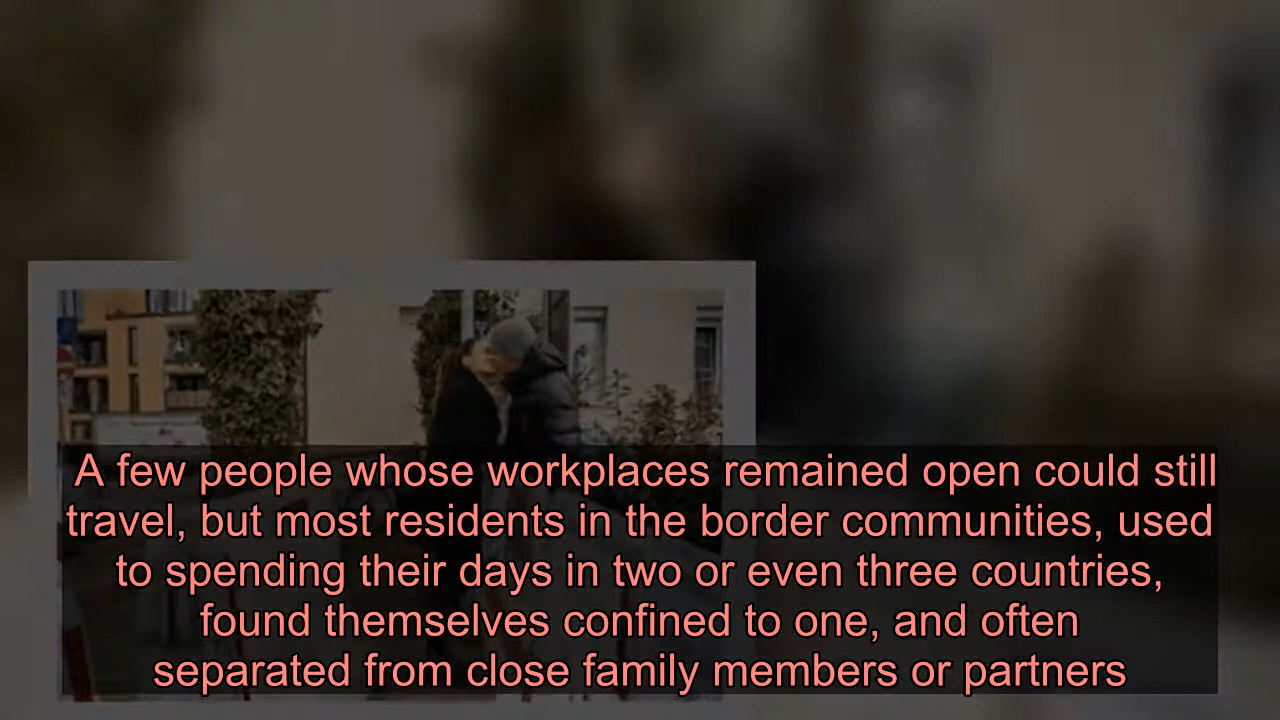 A few people whose workplaces remained open could still
travel, but most residents in the border communities, used
to spending their days in two or even three countries,
found themselves confined to one, and often
separated from close family members or partners